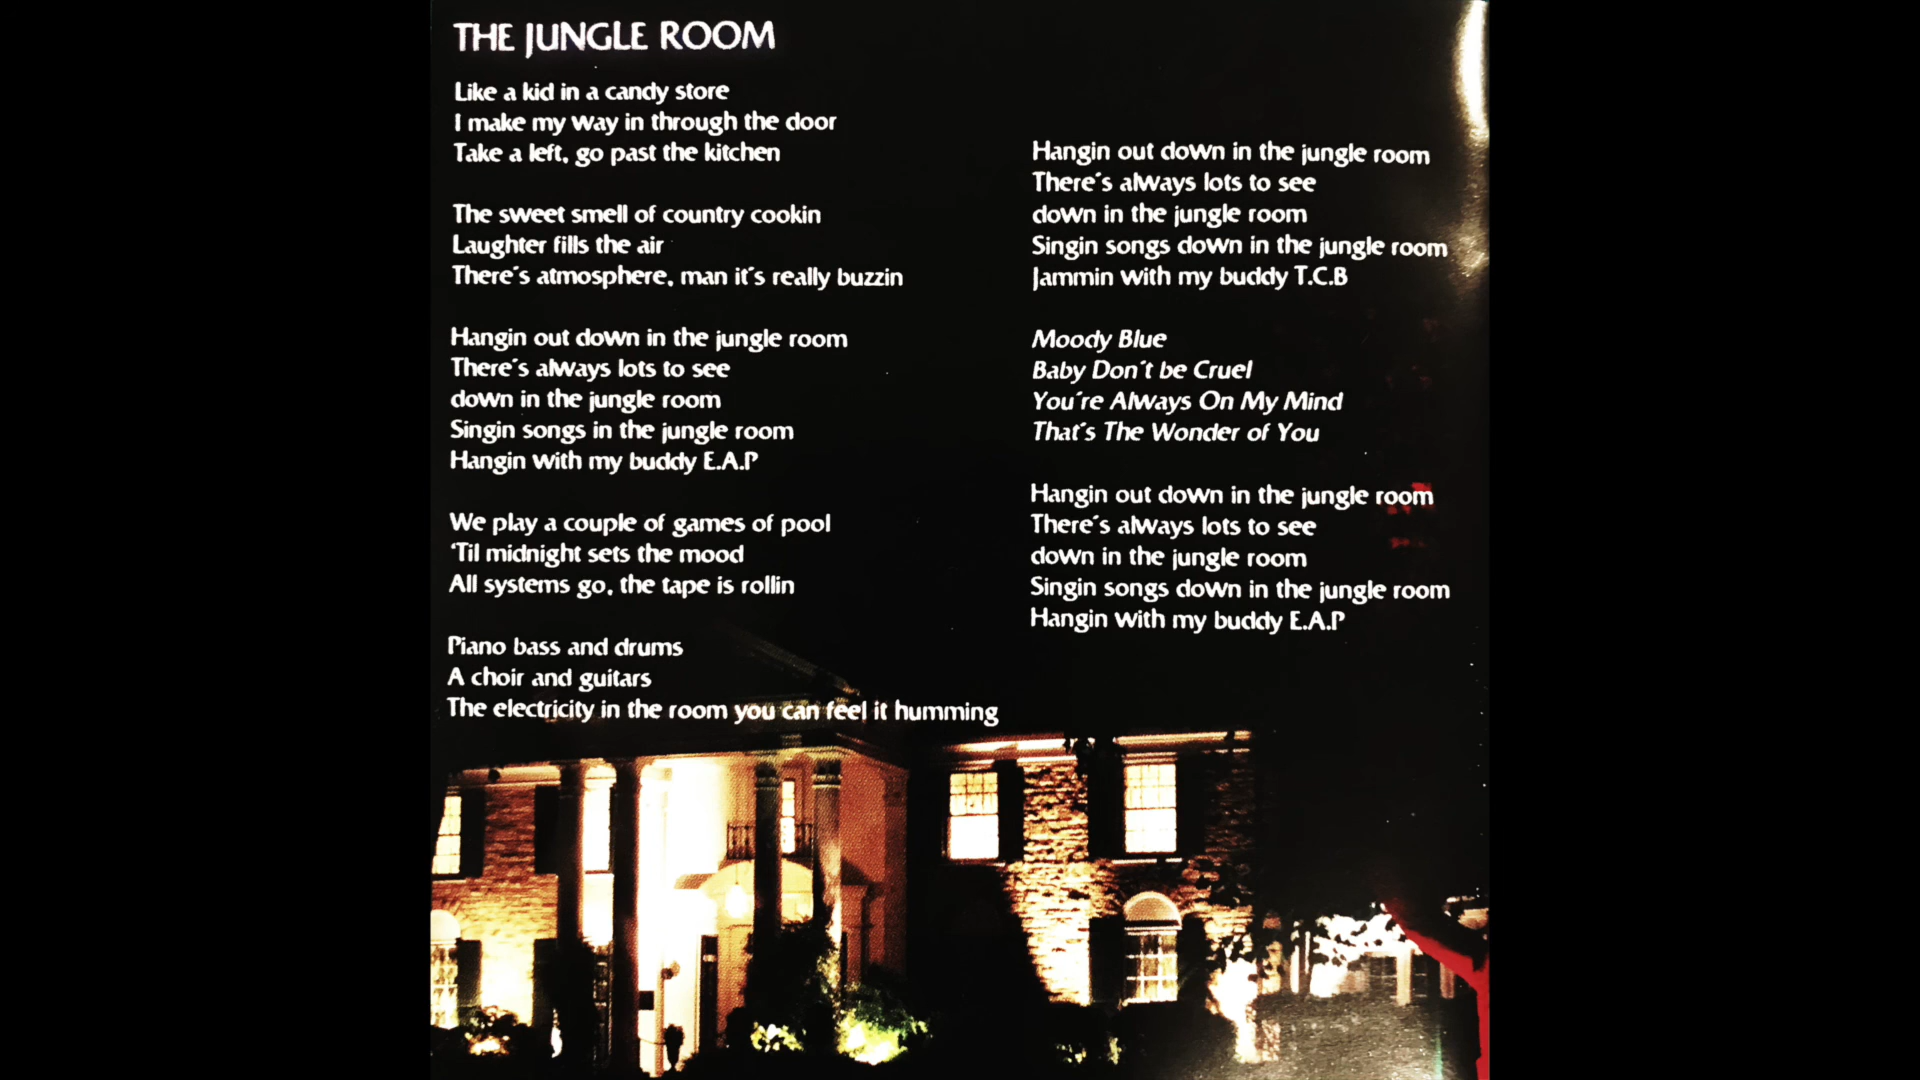 THE JUNGLE ROOM
Like a kid in a candy store
I make my way in through the door
Take a left, go past the kitchen
The sweet smell of country cookin
Laughter fills the air
There´s atmosphere, man it´s really buzzin
Hangin out down in the jungle room
There´s always lots to see
down in the jungle room
Singin songs in the jungle room
Hangin with my buddy E.A.P
We play a couple of games of pool
‘Til midnight sets the mood
All systems go, the tape is rollin
Piano bass and drums
A choir and guitars
The electricity in the room you can feel it humming
Hangin out down in the jungle room
There´s always lots to see
down in the jungle room
Singin songs down in the jungle room
Jammin with my buddy T.C.B
Moody Blue
Baby Don´t be Cruel
You´re Always On My Mind
That´s The Wonder of You
Hangin out down in the jungle room
There´s always lots to see
down in the jungle room
Singin songs down in the jungle room
Hangin with my buddy E.A.P